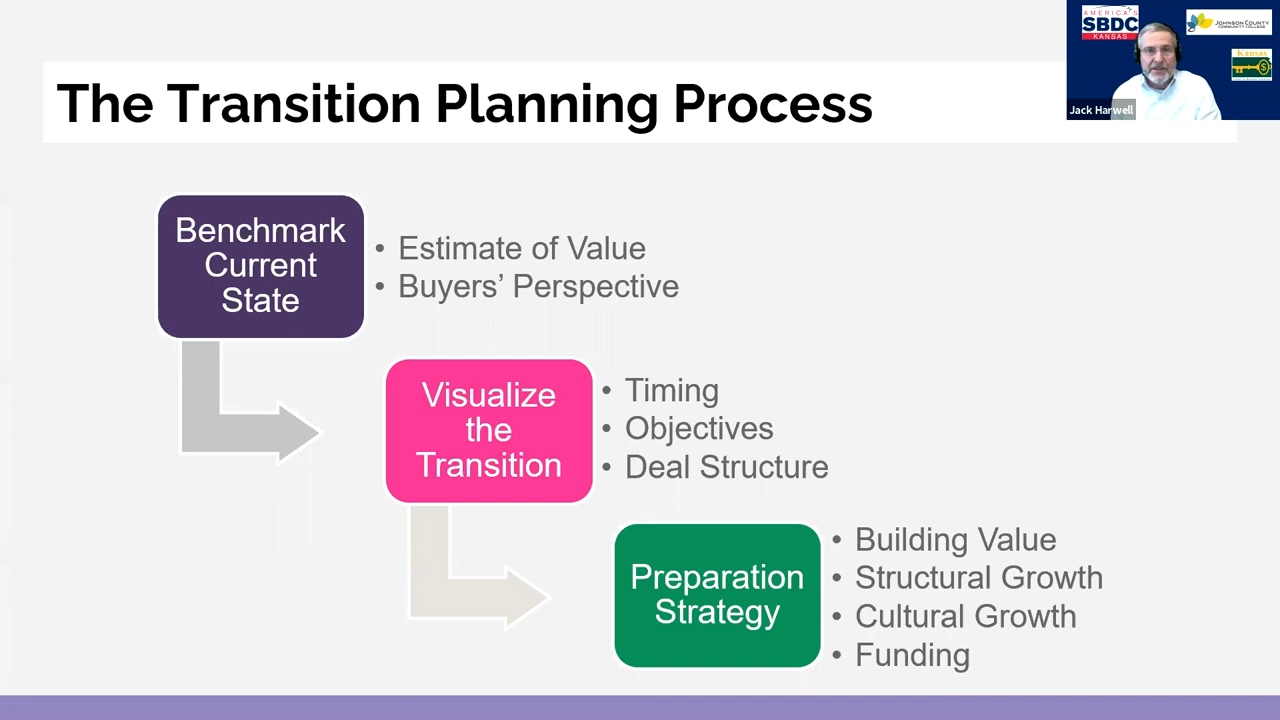 The Transition Planning Process
AMERICA'S
SBDC
KANSAS
JOHNSON COUNTY
COMMUNITY COLLEGE
Kansas
Jack Harwell
Benchmark
Current
State
• Estimate of Value
• Buyers’ Perspective
Visualize
the
Transition
• Timing
• Objectives
• Deal Structure
Preparation
Strategy
• Building Value
• Structural Growth
• Cultural Growth
• Funding